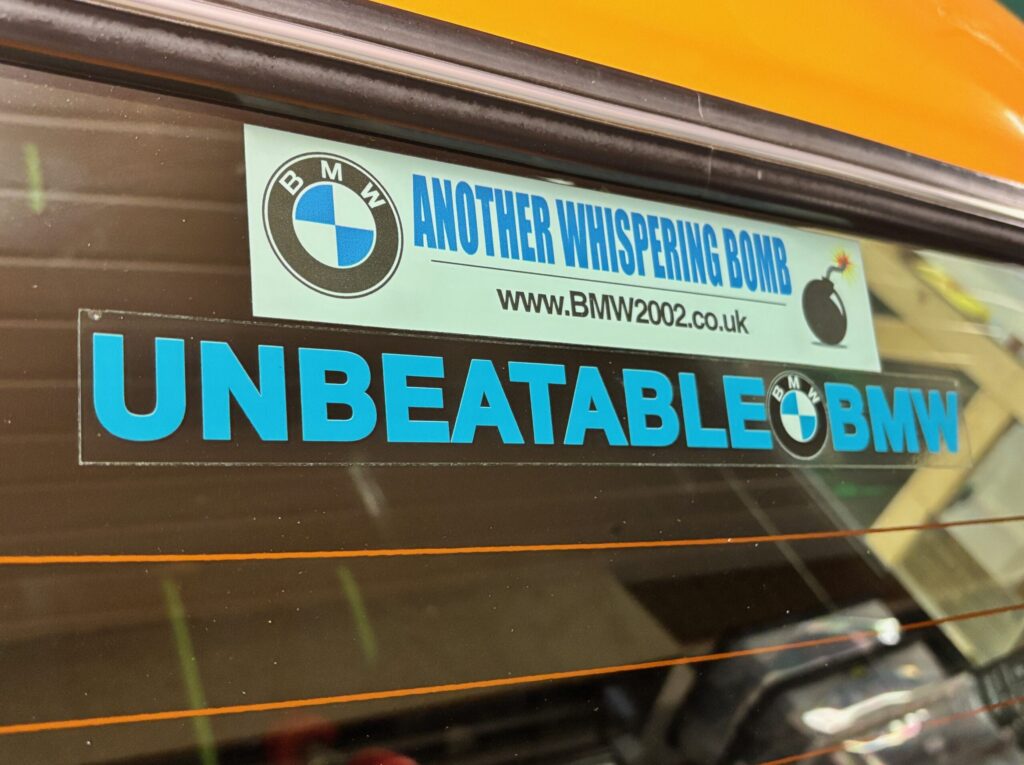 BMW
ANOTHER WHISPERING BOMB
www.BMW2002.co.uk
UNBEATABLE BMW BMW